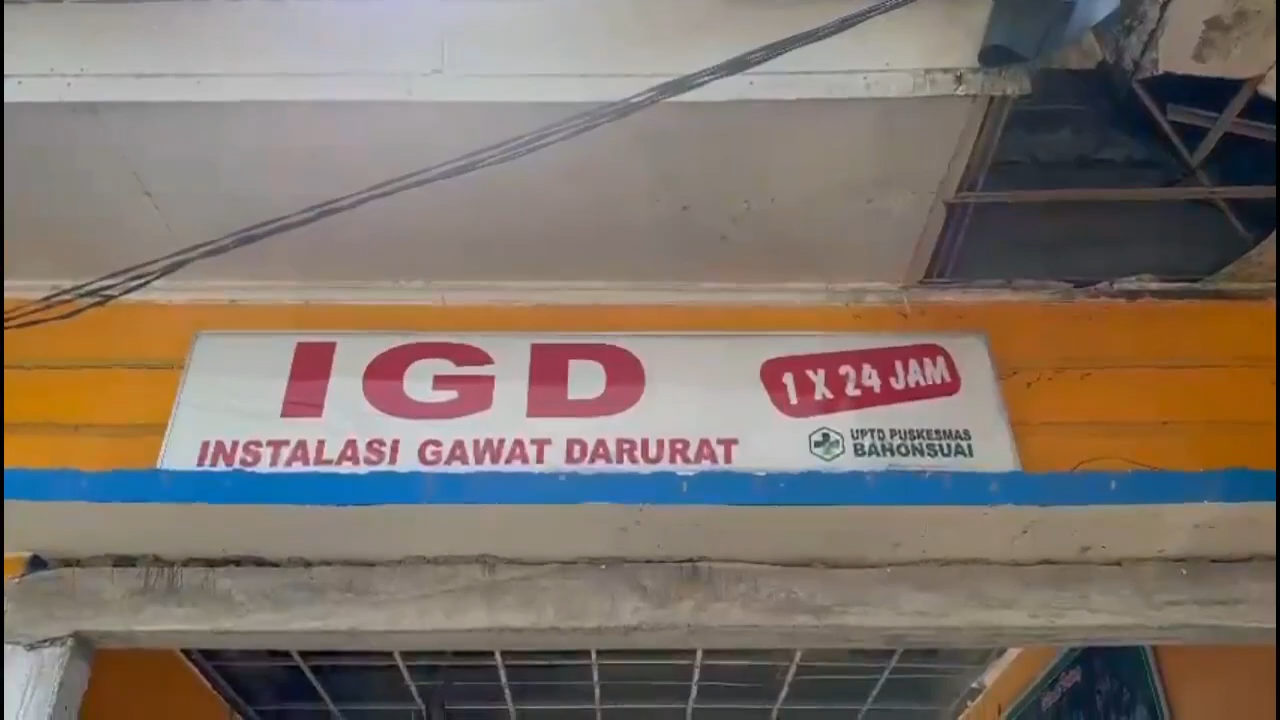 IGD
1 X 24 JAM
INSTALASI GAWAT DARURAT
UPTD PUSKESMAS
BAHONSUAI